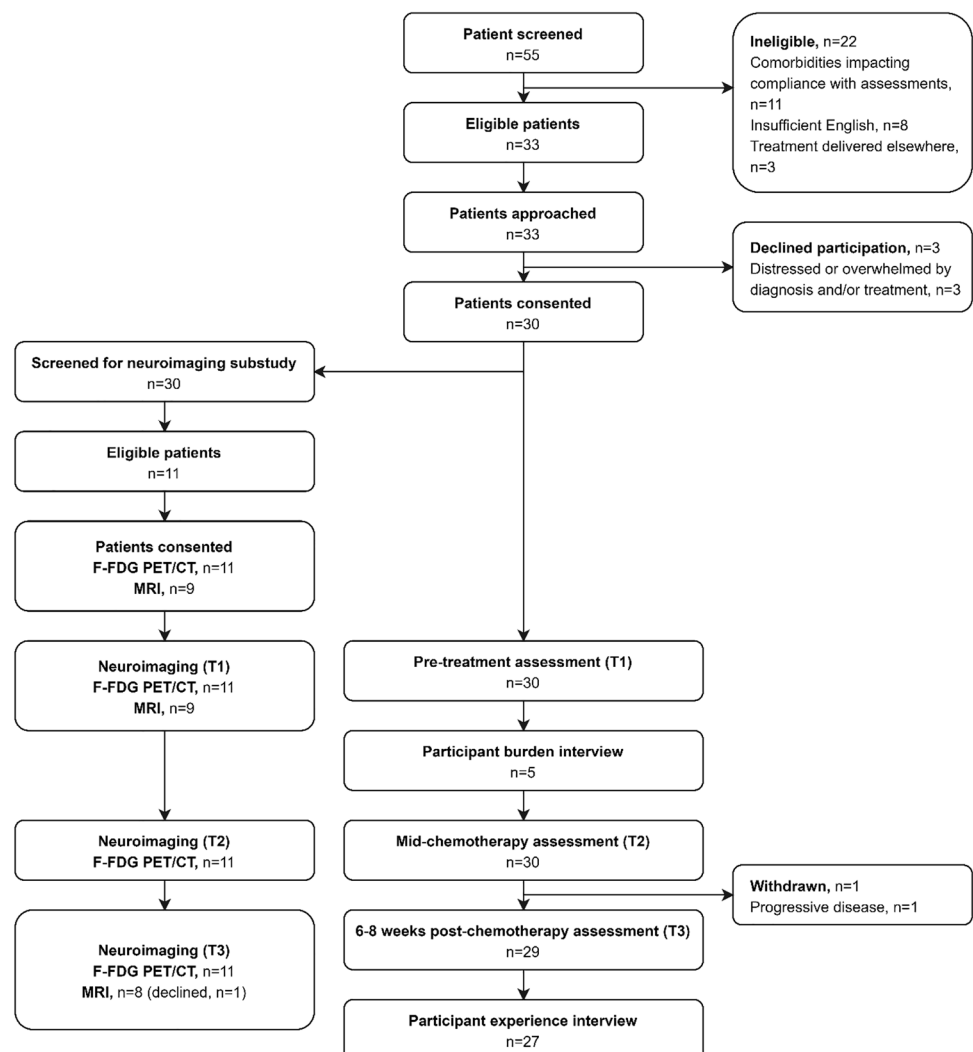 Patient screened
n=55
Ineligible, n=22
Comorbidities impacting
compliance with assessments,
n=11
Insufficient English, n=8
Treatment delivered elsewhere,
n=3
Eligible patients
n=33
Patients approached
n=33
Declined participation, n=3
Distressed or overwhelmed by
diagnosis and/or treatment, n=3
Patients consented
n=30
Screened for neuroimaging substudy
n=30
Eligible patients
n=11
Patients consented
F-FDG PET/CT, n=11
MRI, n=9
Neuroimaging (T1)
F-FDG PET/CT, n=11
MRI, n=9
Pre-treatment assessment (T1)
n=30
Participant burden interview
n=5
Neuroimaging (T2)
F-FDG PET/CT, n=11
Mid-chemotherapy assessment (T2)
n=30
Withdrawn, n=1
Progressive disease, n=1
6-8 weeks post-chemotherapy assessment (T3)
n=29
Neuroimaging (T3)
F-FDG PET/CT, n=11
MRI, n=8 (declined, n=1)
Participant experience interview
n=27